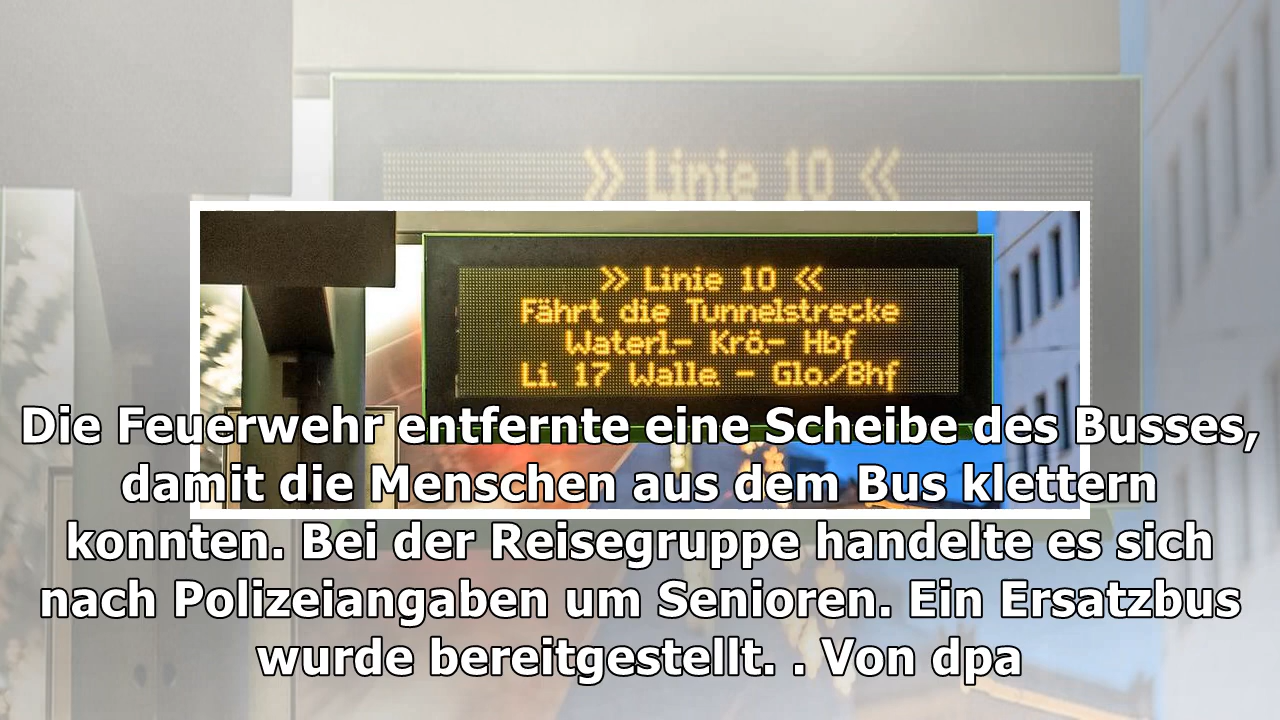 >> Linie 10 <<
>> Linie 10 <<
Fährt die Tunnelstrecke
Waterl.- Krö.- Hbf
Li. 17 Walle. - Glo./Bhf
Die Feuerwehr entfernte eine Scheibe des Busses,
damit die Menschen aus dem Bus klettern
konnten. Bei der Reisegruppe handelte es sich
nach Polizeiangaben um Senioren. Ein Ersatzbus
wurde bereitgestellt. . Von dpa